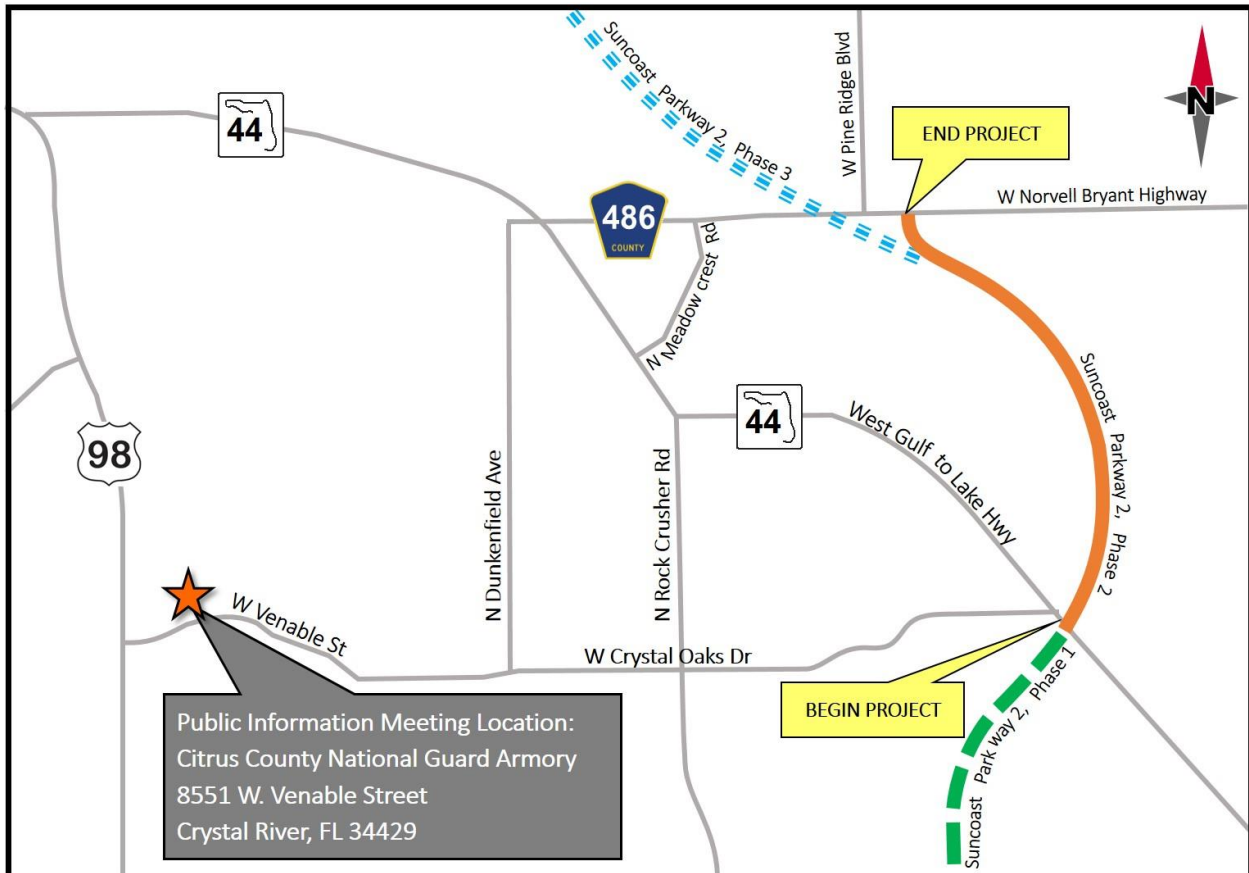 Suncoast Parkway 2, Phase 3
W Pine Ridge Blvd
N
44
END PROJECT
486
COUNTY
W Norvell Bryant Highway
N Meadow crest Rd
Suncoast Parkway 2, Phase 2
44
West Gulf to Lake Hwy
98
N Dunkenfield Ave
N Rock Crusher Rd
W Venable St
W Crystal Oaks Dr
BEGIN PROJECT
Suncoast Park way 2, Phase 1
Public Information Meeting Location:
Citrus County National Guard Armory
8551 W. Venable Street
Crystal River, FL 34429